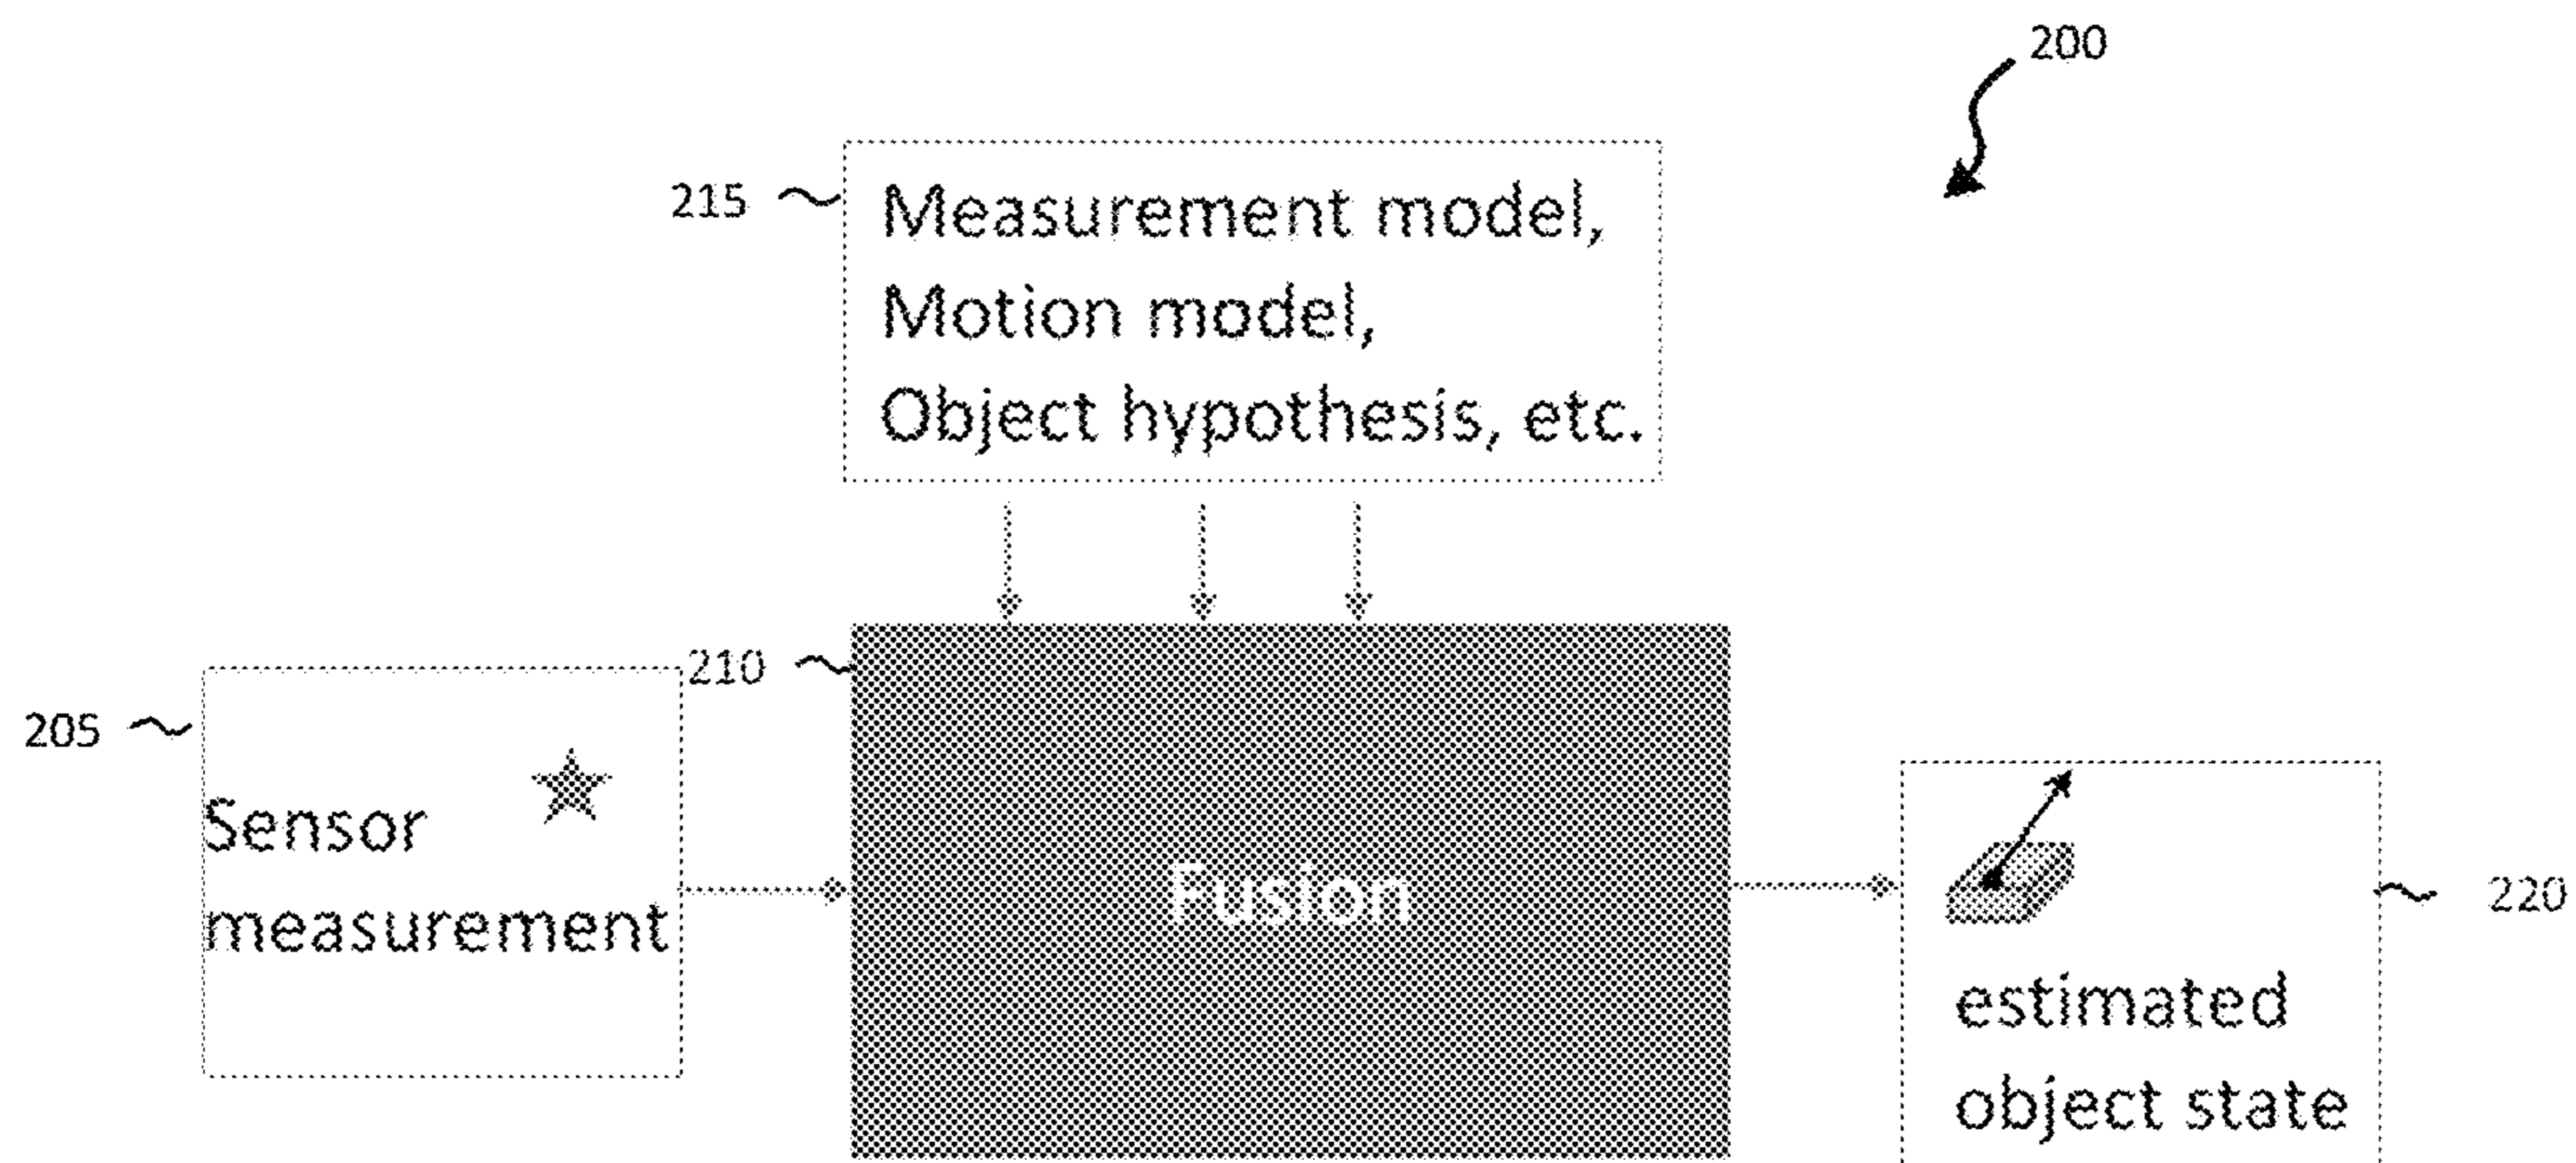 200
215
Measurement model,
Motion model,
Object hypothesis, etc.
210
205
Sensor
measurement
Fusion
220
estimated
object state